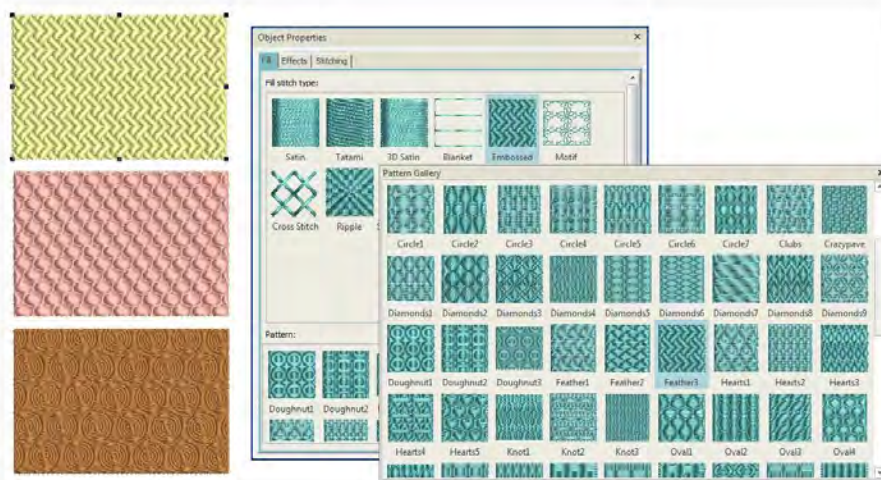 Object Properties
Fill Effects Stitching
Fill stitch type:
Satin Tatami 3D Satin Blanket Embossed Motif
Cross Stitch Ripple
Pattern:
Doughnut1 Doughnut2
Pattern Gallery
Circle1 Circle2 Circle3 Circle4 Circle5 Circle6 Circle7 Clubs Crazypave
Diamonds1 Diamonds2 Diamonds3 Diamonds4 Diamonds5 Diamonds6 Diamonds7 Diamonds8 Diamonds9
Doughnut1 Doughnut2 Doughnut3 Feather1 Feather2 Feather3 Hearts1 Hearts2 Hearts3
Hearts4 Hearts5 Knot1 Knot2 Knot3 Oval1 Oval2 Oval3 Oval4